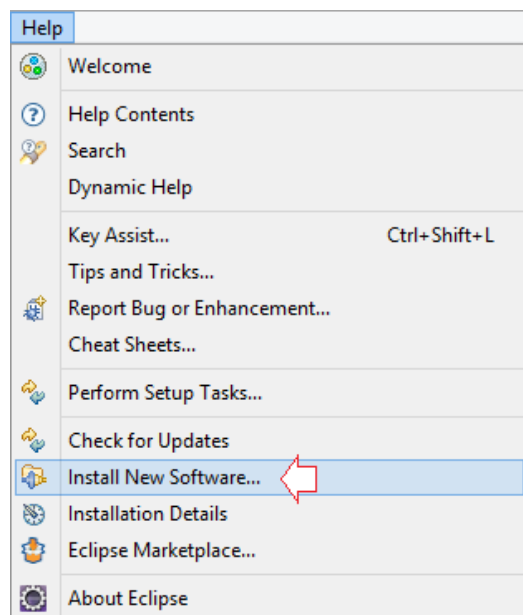 Help
Welcome
Help Contents
Search
Dynamic Help
Key Assist... Ctrl+Shift+L
Tips and Tricks...
Report Bug or Enhancement...
Cheat Sheets...
Perform Setup Tasks...
Check for Updates
Install New Software...
Installation Details
Eclipse Marketplace...
About Eclipse